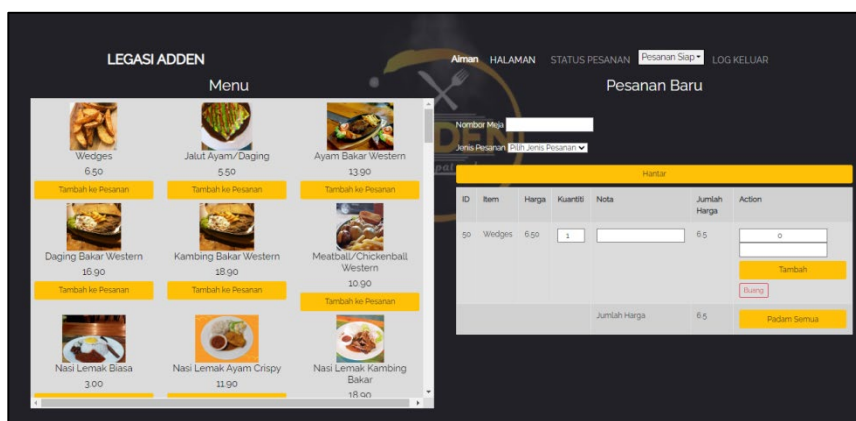 LEGASI ADDEN
Aiman HALAMAN STATUS PESANAN Pesanan Siap LOG KELUAR
Menu
Wedges
6.50
Tambah ke Pesanan
Jalut Ayam/Daging
5.50
Tambah ke Pesanan
Ayam Bakar Western
13.90
Tambah ke Pesanan
Daging Bakar Western
16.90
Tambah ke Pesanan
Kambing Bakar Western
18.90
Tambah ke Pesanan
Meatball/Chickenball
Western
10.90
Tambah ke Pesanan
Nasi Lemak Biasa
3.00
Nasi Lemak Ayam Crispy
11.90
Nasi Lemak Kambing
Bakar
18.90
Pesanan Baru
Nombor Meja
Jenis Pesanan Pilih Jenis Pesanan
Hantar
ID Item Harga Kuantiti Nota Jumlah Harga Action
50 Wedges 6.50 1 6.5 0
Tambah
Buang
Jumlah Harga 6.5 Padam Semua